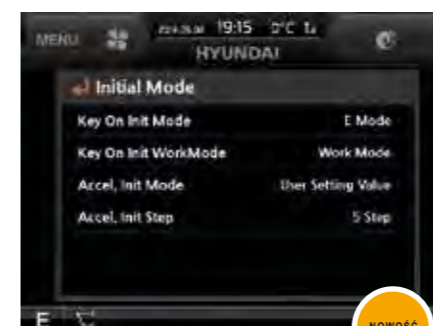 MENU 19:15 0°C
HYUNDAI
Initial Mode
Key On Init Mode E Mode
Key On Init WorkMode Work Mode
Accel, Init Mode User Setting Value
Accel, Init Step 5 Step
E
NOWOŚĆ